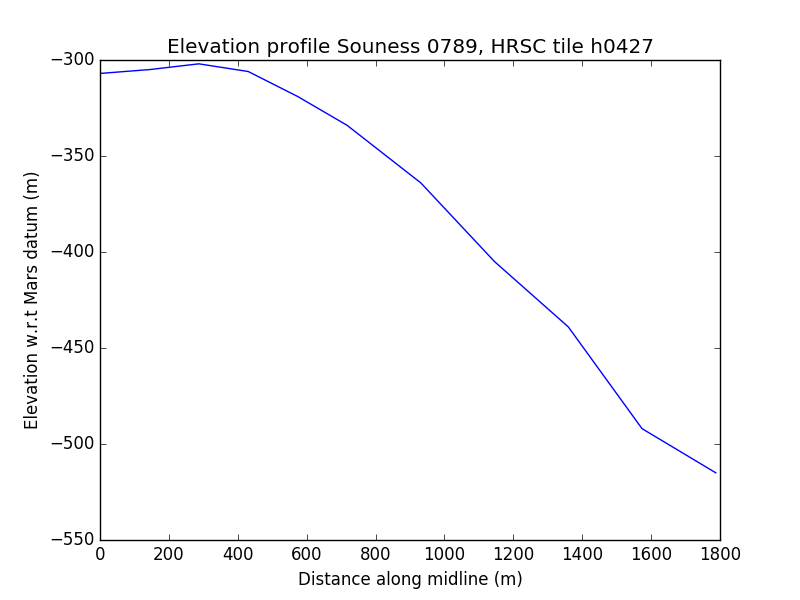 Elevation profile Souness 0789, HRSC tile h0427
−300
−350
−400
−450
−500
−550
Elevation w.r.t Mars datum (m)
0 200 400 600 800 1000 1200 1400 1600 1800
Distance along midline (m)